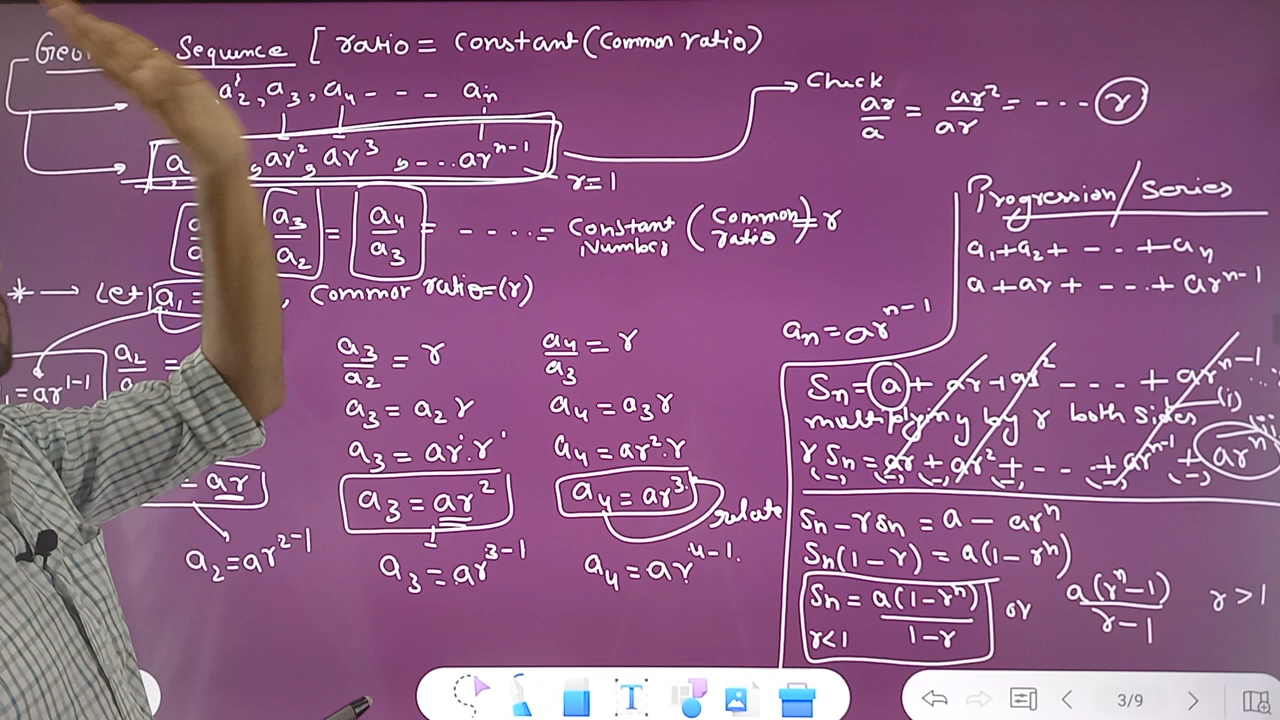 Sequence [ ratio = Constant (Common ratio)
a₂, a₃, a₄ - - - - aₙ
a , ar², ar³ , - - - - arⁿ⁻¹
r=1
a₃/a₂ = a₄/a₃ = - - - - - = Constant Number (Common ratio) = r
* → Let a₁ = , Common ratio = (r)
= ar¹⁻¹
a₂/a =
= ar
a₂ = ar²⁻¹
a₃/a₂ = r
a₃ = a₂ r
a₃ = ar·r
a₃ = ar²
a₃ = ar³⁻¹
a₄/a₃ = r
a₄ = a₃r
a₄ = ar²·r
a₄ = ar³
relate
a₄ = ar⁴⁻¹.
Check
ar/a = ar²/ar = - - - - r
Progression/Series
a₁+a₂+ - - - - +aₙ
a+ar+ - - - - + arⁿ⁻¹
aₙ = arⁿ⁻¹
Sₙ = a + ar + ar² - - - - + arⁿ⁻¹
(i)
multiplying by r both sides
r Sₙ = ar + ar² + - - - - + arⁿ⁻¹ + arⁿ
(-) (-) (-) (-) (-) (-)
Sₙ - rSₙ = a - arⁿ
Sₙ(1-r) = a(1-rⁿ)
Sₙ = a(1-rⁿ)/1-r or a(rⁿ-1)/r-1 r > 1
r<1
T
3/9